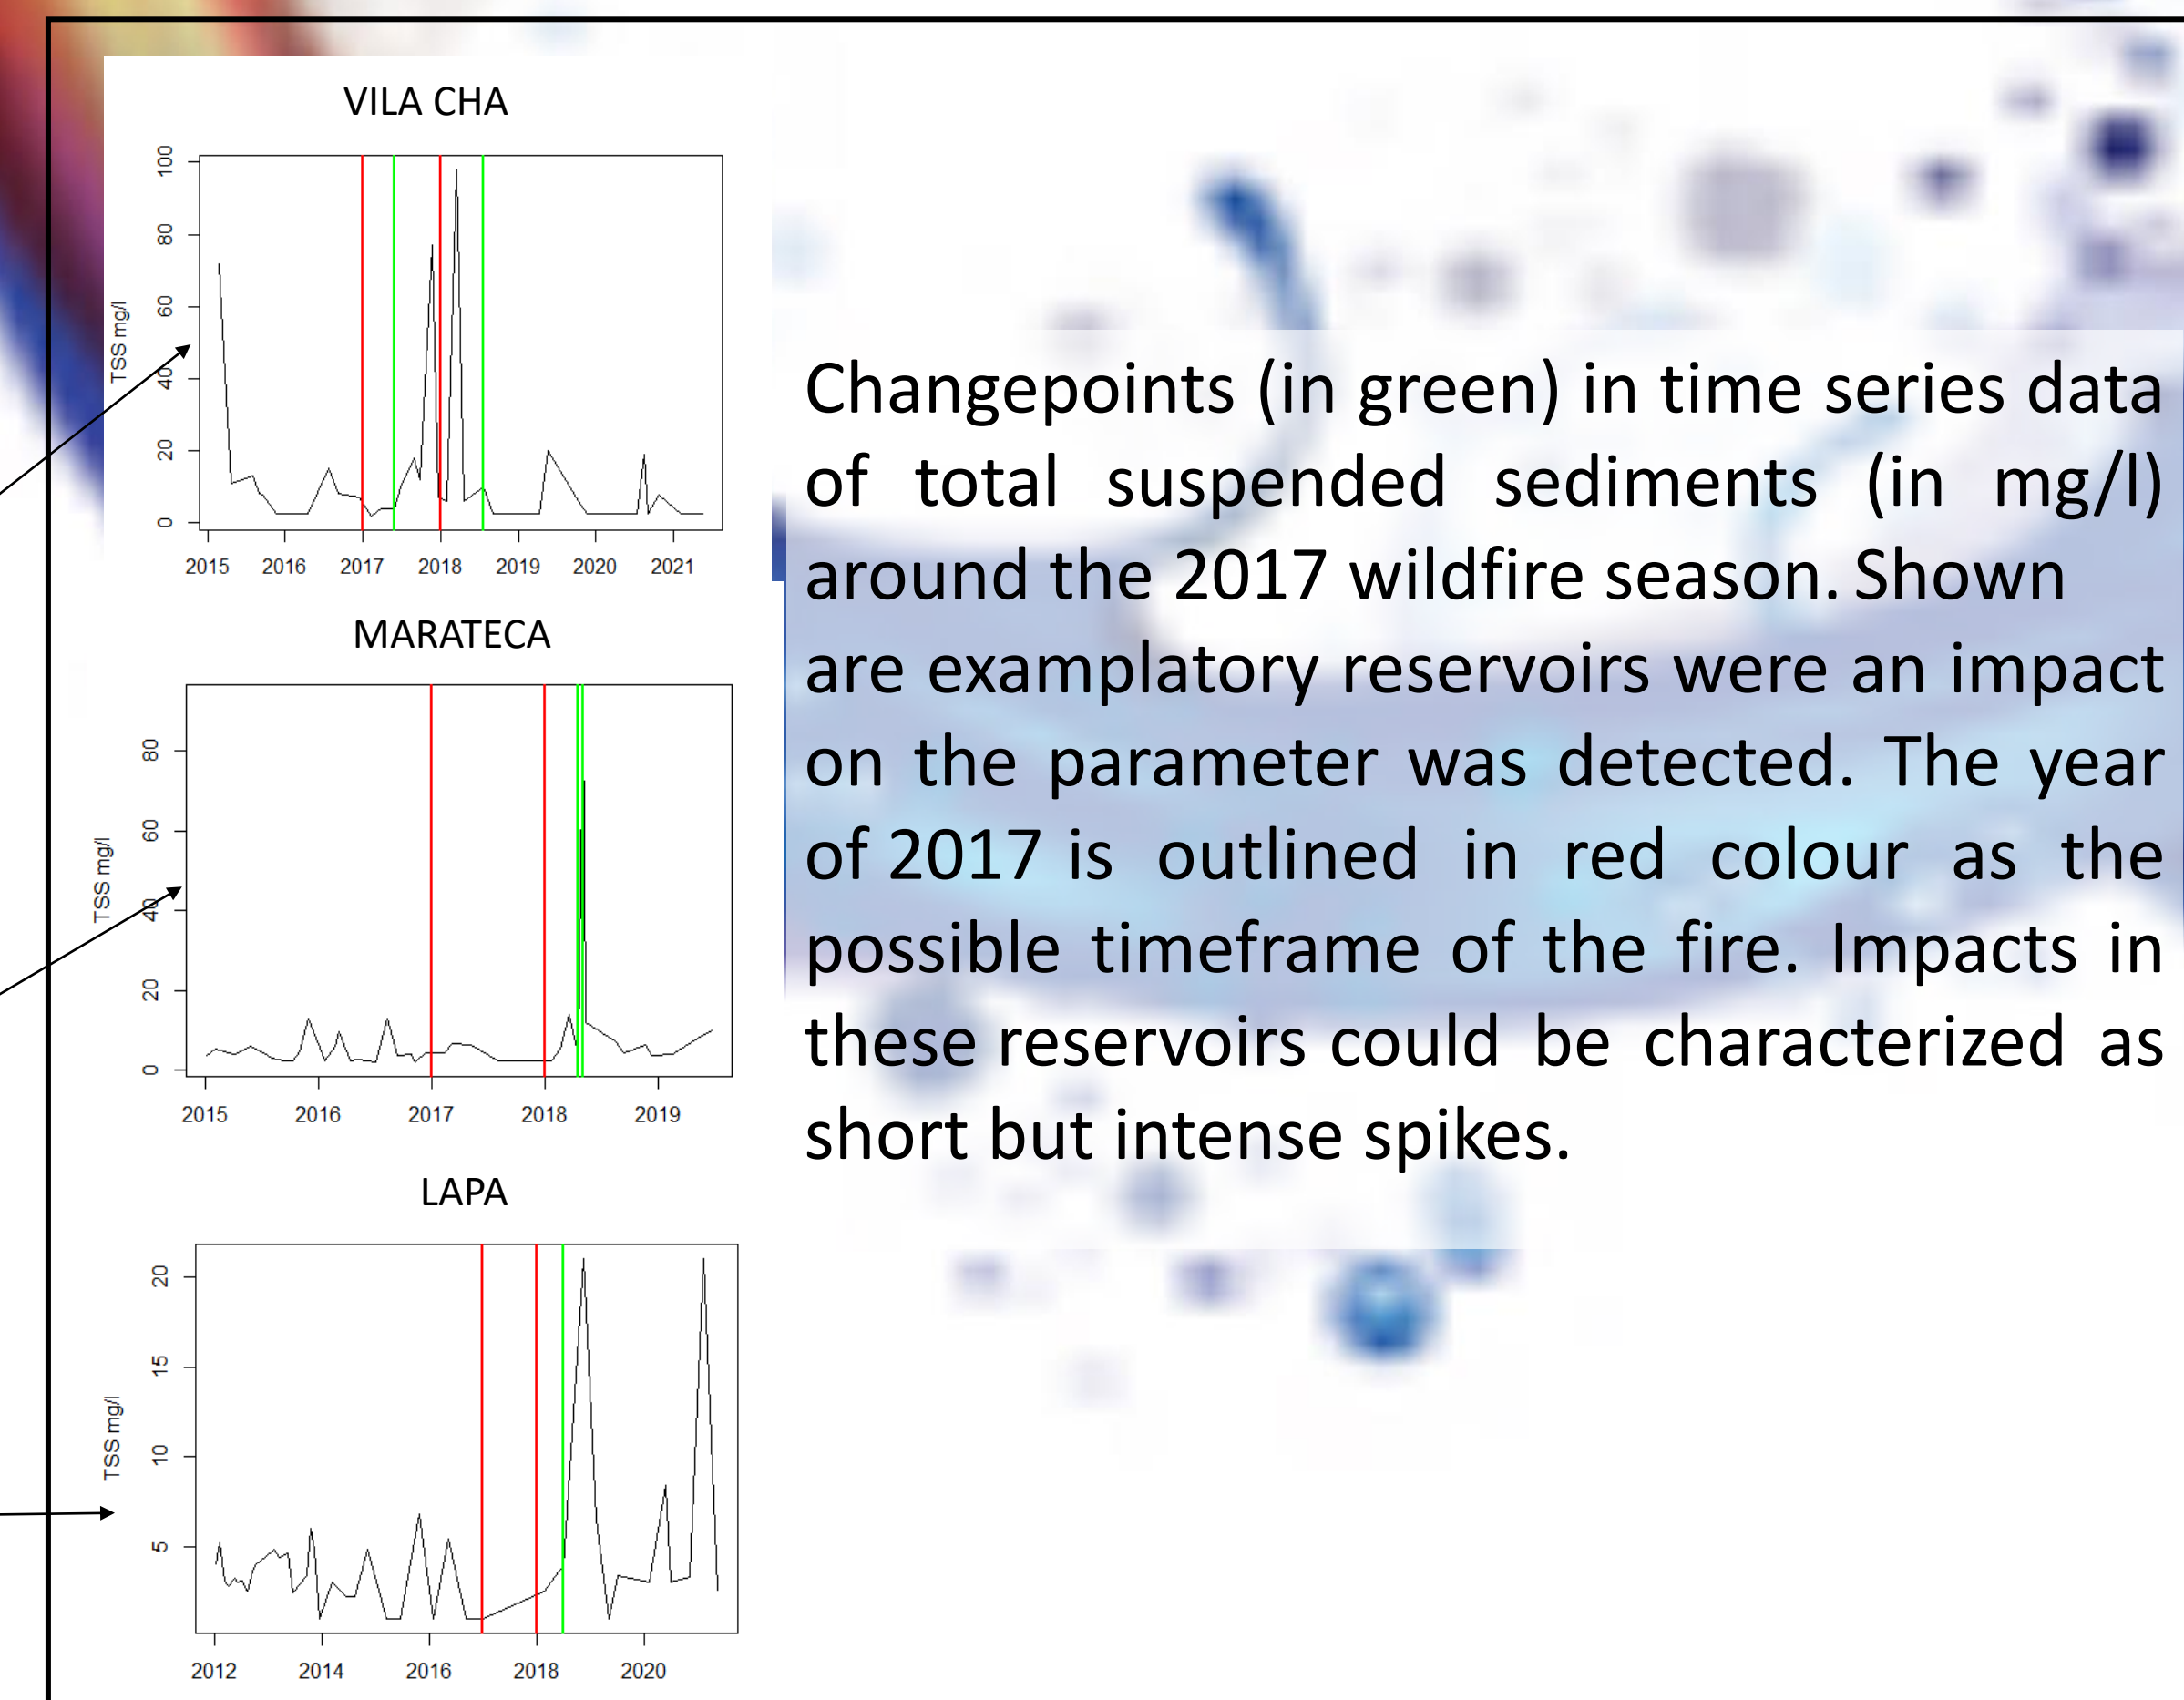 VILA CHA
TSS mg/l
100
80
60
40
20
0
2015 2016 2017 2018 2019 2020 2021
MARATECA
TSS mg/l
80
60
40
20
0
2015 2016 2017 2018 2019
LAPA
TSS mg/l
20
15
10
5
2012 2014 2016 2018 2020
Changepoints (in green) in time series data
of total suspended sediments (in mg/l)
around the 2017 wildfire season. Shown
are examplatory reservoirs were an impact
on the parameter was detected. The year
of 2017 is outlined in red colour as the
possible timeframe of the fire. Impacts in
these reservoirs could be characterized as
short but intense spikes.